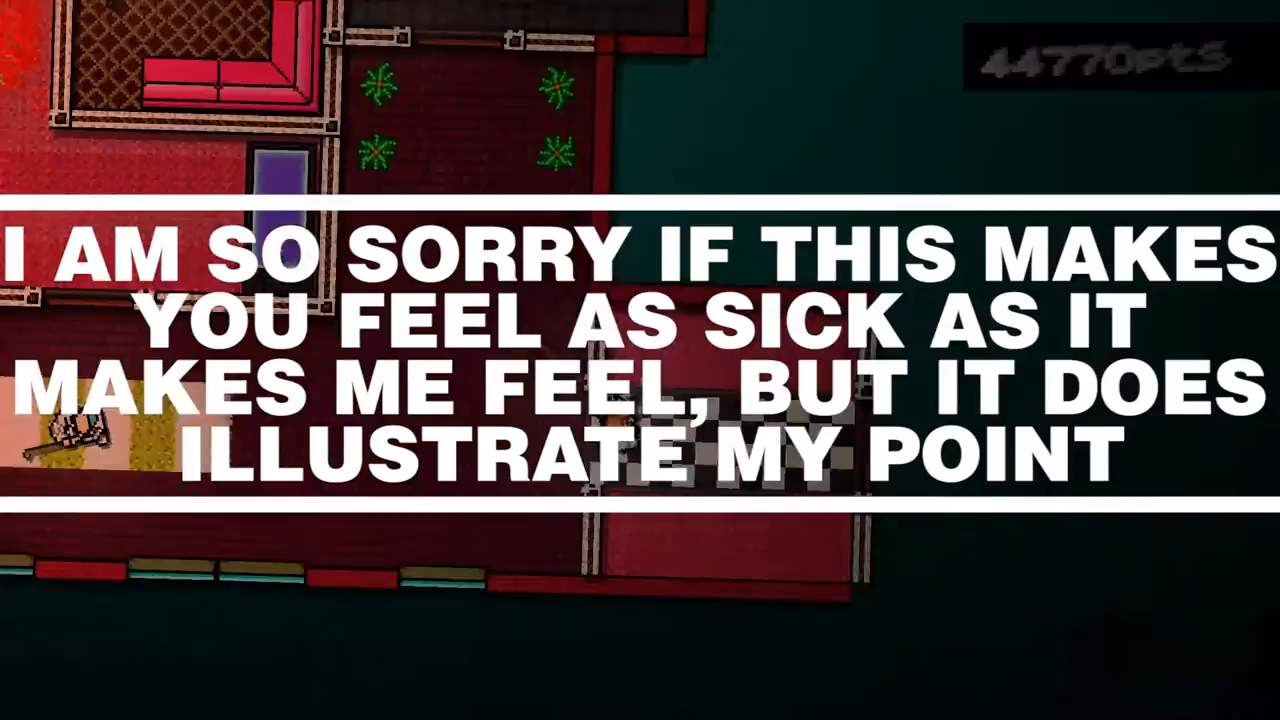 44770pts
I AM SO SORRY IF THIS MAKES
YOU FEEL AS SICK AS IT
MAKES ME FEEL, BUT IT DOES
ILLUSTRATE MY POINT